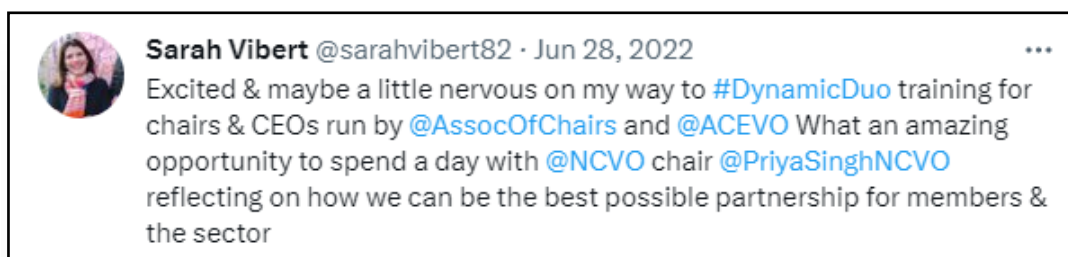 Sarah Vibert @sarahvibert82 · Jun 28, 2022
Excited & maybe a little nervous on my way to #DynamicDuo training for
chairs & CEOs run by @AssocOfChairs and @ACEVO What an amazing
opportunity to spend a day with @NCVO chair @PriyaSinghNCVO
reflecting on how we can be the best possible partnership for members &
the sector